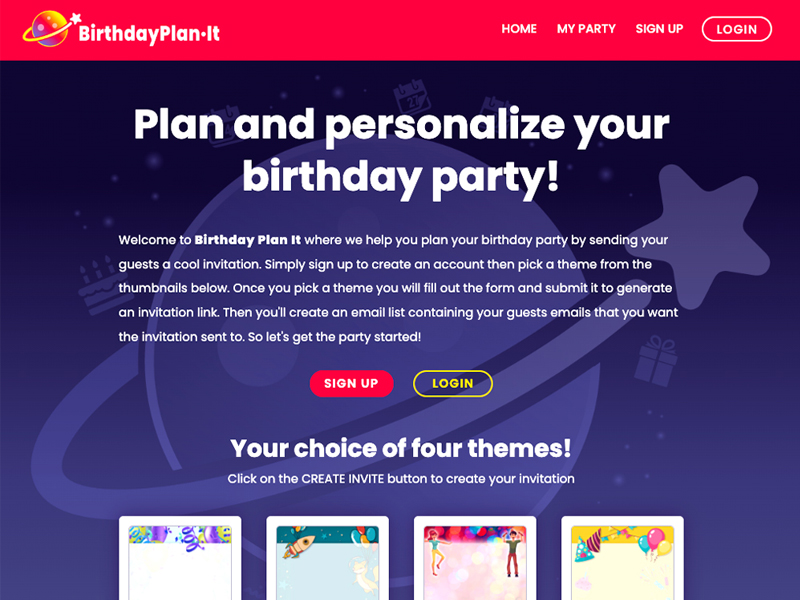 BirthdayPlan•It
HOME MY PARTY SIGN UP LOGIN
27
Plan and personalize your
birthday party!
Welcome to Birthday Plan It where we help you plan your birthday party by sending your
guests a cool invitation. Simply sign up to create an account then pick a theme from the
thumbnails below. Once you pick a theme you will fill out the form and submit it to generate
an invitation link. Then you'll create an email list containing your guests emails that you want
the invitation sent to. So let's get the party started!
SIGN UP LOGIN
Your choice of four themes!
Click on the CREATE INVITE button to create your invitation